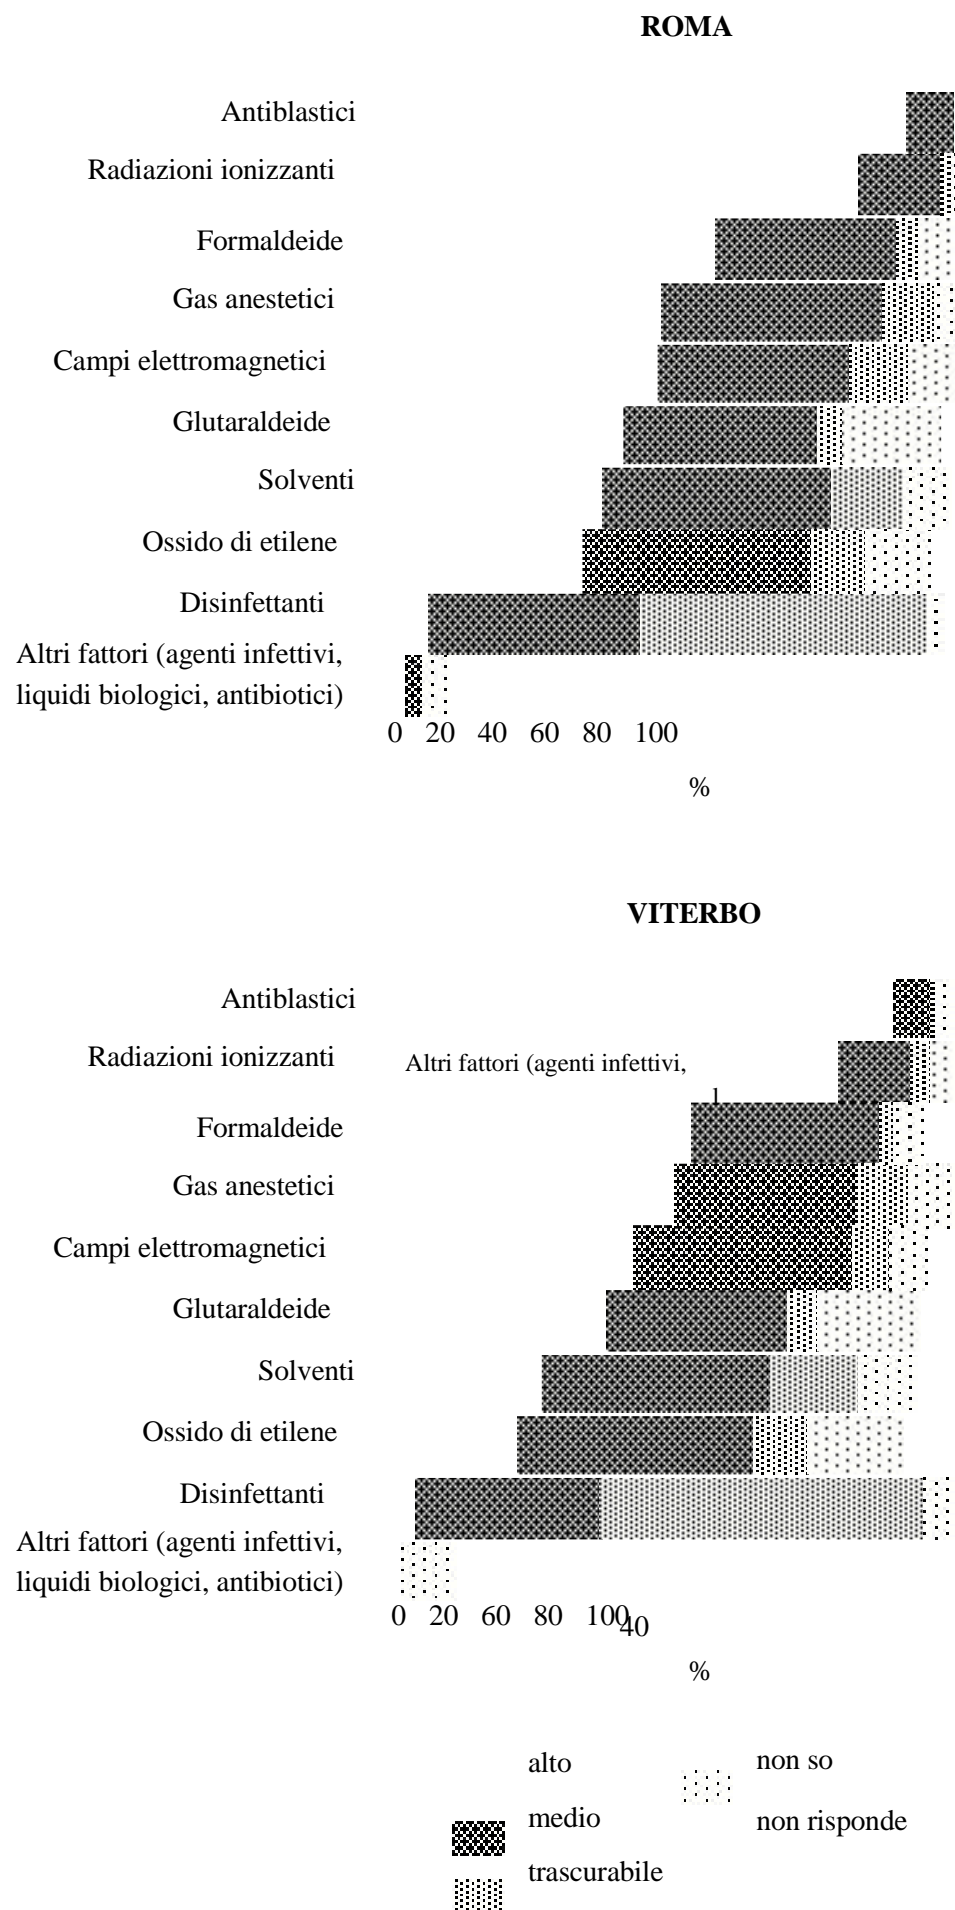 ROMA
Antiblastici
Radiazioni ionizzanti
Formaldeide
Gas anestetici
Campi elettromagnetici
Glutaraldeide
Solventi
Ossido di etilene
Disinfettanti
Altri fattori (agenti infettivi,
liquidi biologici, antibiotici)
0 20 40 60 80 100
%
VITERBO
Antiblastici
Radiazioni ionizzanti
Altri fattori (agenti infettivi,
l
Formaldeide
Gas anestetici
Campi elettromagnetici
Glutaraldeide
Solventi
Ossido di etilene
Disinfettanti
Altri fattori (agenti infettivi,
liquidi biologici, antibiotici)
0 20 60 80 100
40
%
alto
medio
trascurabile
non so
non risponde